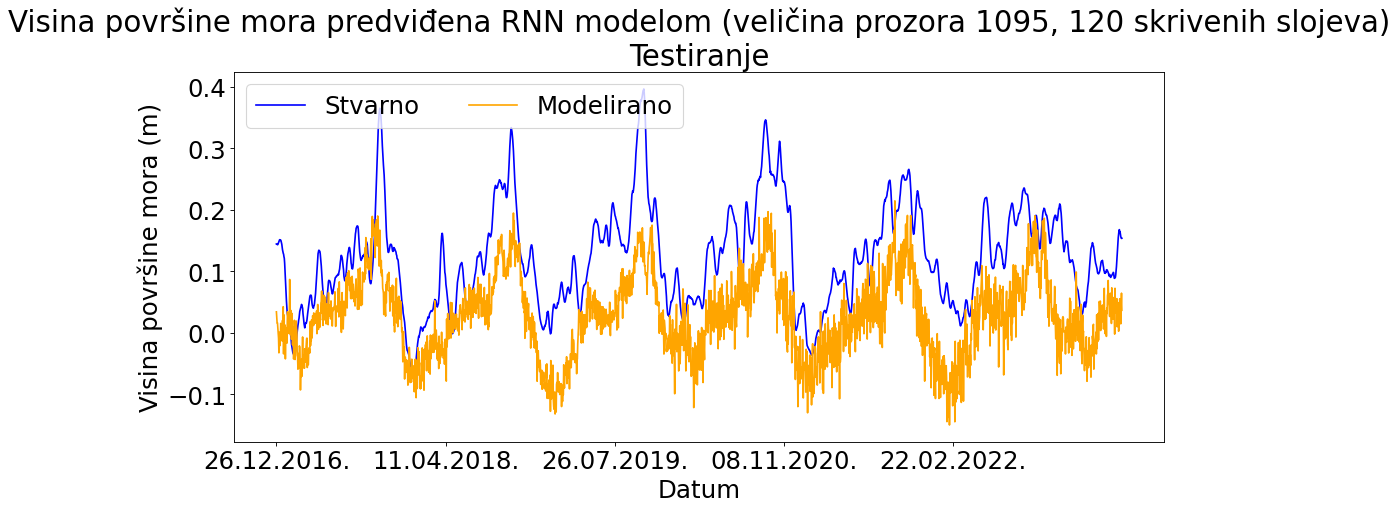 Visina površine mora predviđena RNN modelom (veličina prozora 1095, 120 skrivenih slojeva)
Testiranje
Stvarno
Modelirano
Visina površine mora (m)
0.4
0.3
0.2
0.1
0.0
−0.1
26.12.2016.
11.04.2018.
26.07.2019.
08.11.2020.
22.02.2022.
Datum